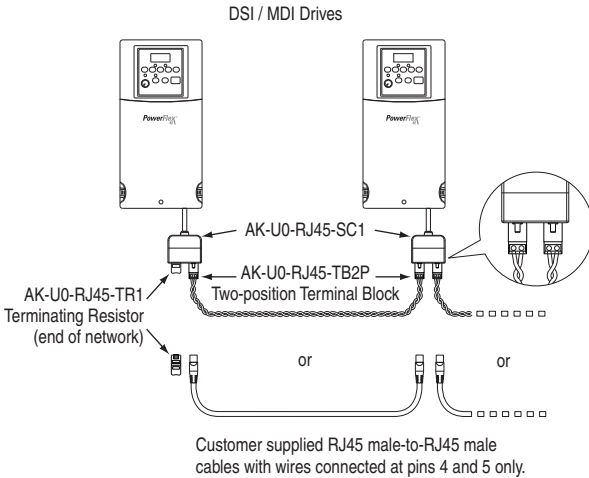 DSI / MDI Drives
PowerFlex
PowerFlex
AK-U0-RJ45-SC1
AK-U0-RJ45-TB2P
Two-position Terminal Block
AK-U0-RJ45-TR1
Terminating Resistor
(end of network)
or
or
Customer supplied RJ45 male-to-RJ45 male
cables with wires connected at pins 4 and 5 only.